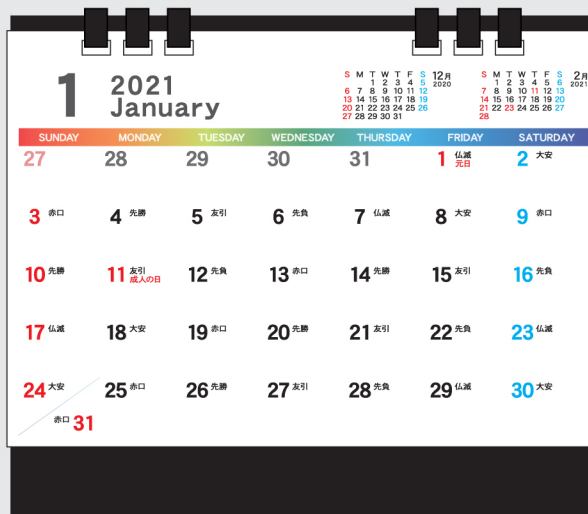 1
2021
January
12月
2020
S M T W T F S
1 2 3 4 5
6 7 8 9 10 11 12
13 14 15 16 17 18 19
20 21 22 23 24 25 26
27 28 29 30 31
2月
S M T W T F S
1 2 3 4 5 6
7 8 9 10 11 12 13
14 15 16 17 18 19 20
21 22 23 24 25 26 27
28
SUNDAY MONDAY TUESDAY WEDNESDAY THURSDAY FRIDAY SATURDAY
27 28 29 30 31 1 仏滅 元日 2 大安
3 赤口 4 先勝 5 友引 6 先負 7 仏滅 8 大安 9 赤口
10 先勝 11 友引 成人の日 12 先負 13 赤口 14 先勝 15 友引 16 先負
17 仏滅 18 大安 19 赤口 20 先勝 21 友引 22 先負 23 仏滅
24 大安 25 赤口 26 先勝 27 友引 28 先負 29 仏滅 30 大安
赤口 31